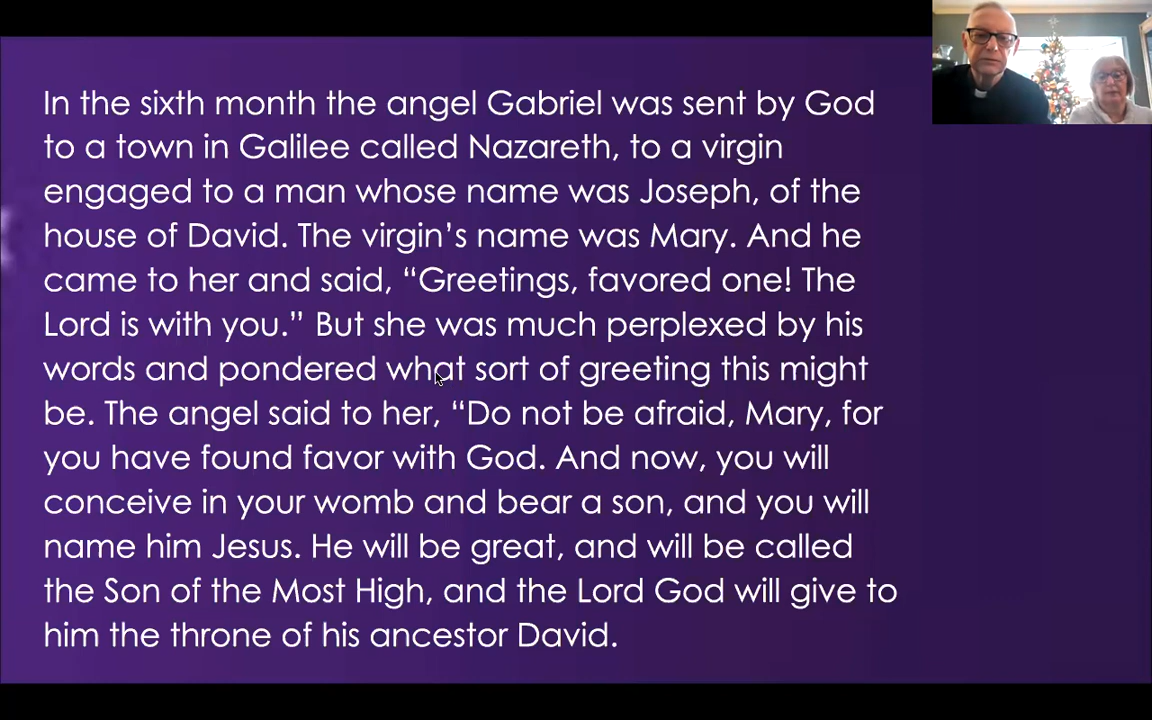 In the sixth month the angel Gabriel was sent by God
to a town in Galilee called Nazareth, to a virgin
engaged to a man whose name was Joseph, of the
house of David. The virgin’s name was Mary. And he
came to her and said, “Greetings, favored one! The
Lord is with you.” But she was much perplexed by his
words and pondered what sort of greeting this might
be. The angel said to her, “Do not be afraid, Mary, for
you have found favor with God. And now, you will
conceive in your womb and bear a son, and you will
name him Jesus. He will be great, and will be called
the Son of the Most High, and the Lord God will give to
him the throne of his ancestor David.